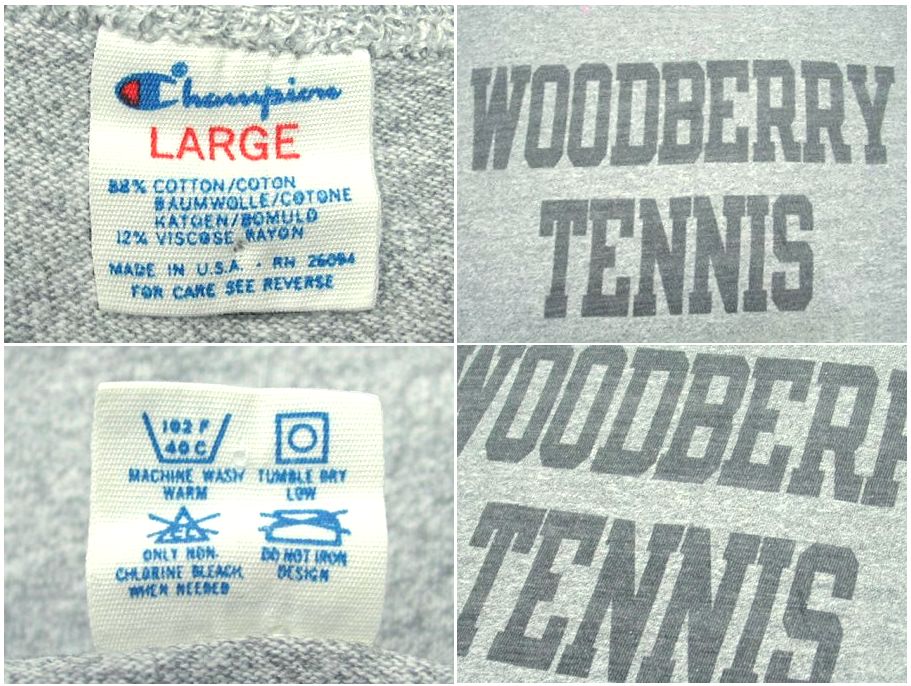 Champion
LARGE
88% COTTON/COTON
BAUMWOLLE/COTONE
KATOEN/BOMULD
12% VISCOSE RAYON
MADE IN U.S.A. · RN 26094
FOR CARE SEE REVERSE
WOODBERRY
TENNIS
102 F
40 C
MACHINE WASH
WARM
TUMBLE DRY
LOW
CL
ONLY NON-
CHLORINE BLEACH
WHEN NEEDED
DO NOT IRON
DESIGN
WOODBERR
TENNIS